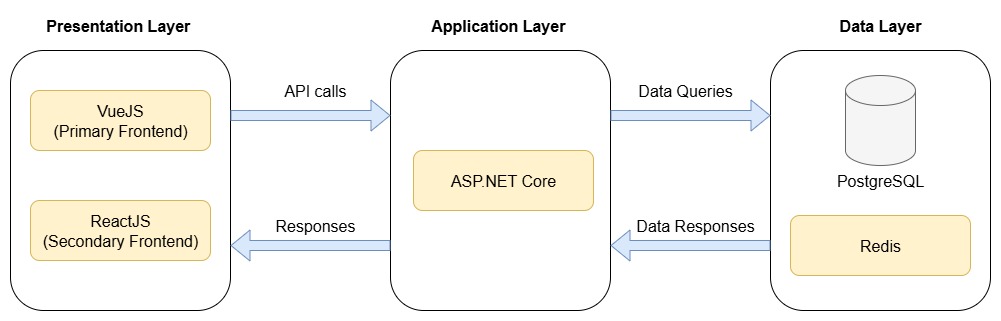 Presentation Layer
Application Layer
Data Layer
VueJS
(Primary Frontend)
API calls
Data Queries
ASP.NET Core
PostgreSQL
ReactJS
(Secondary Frontend)
Responses
Data Responses
Redis